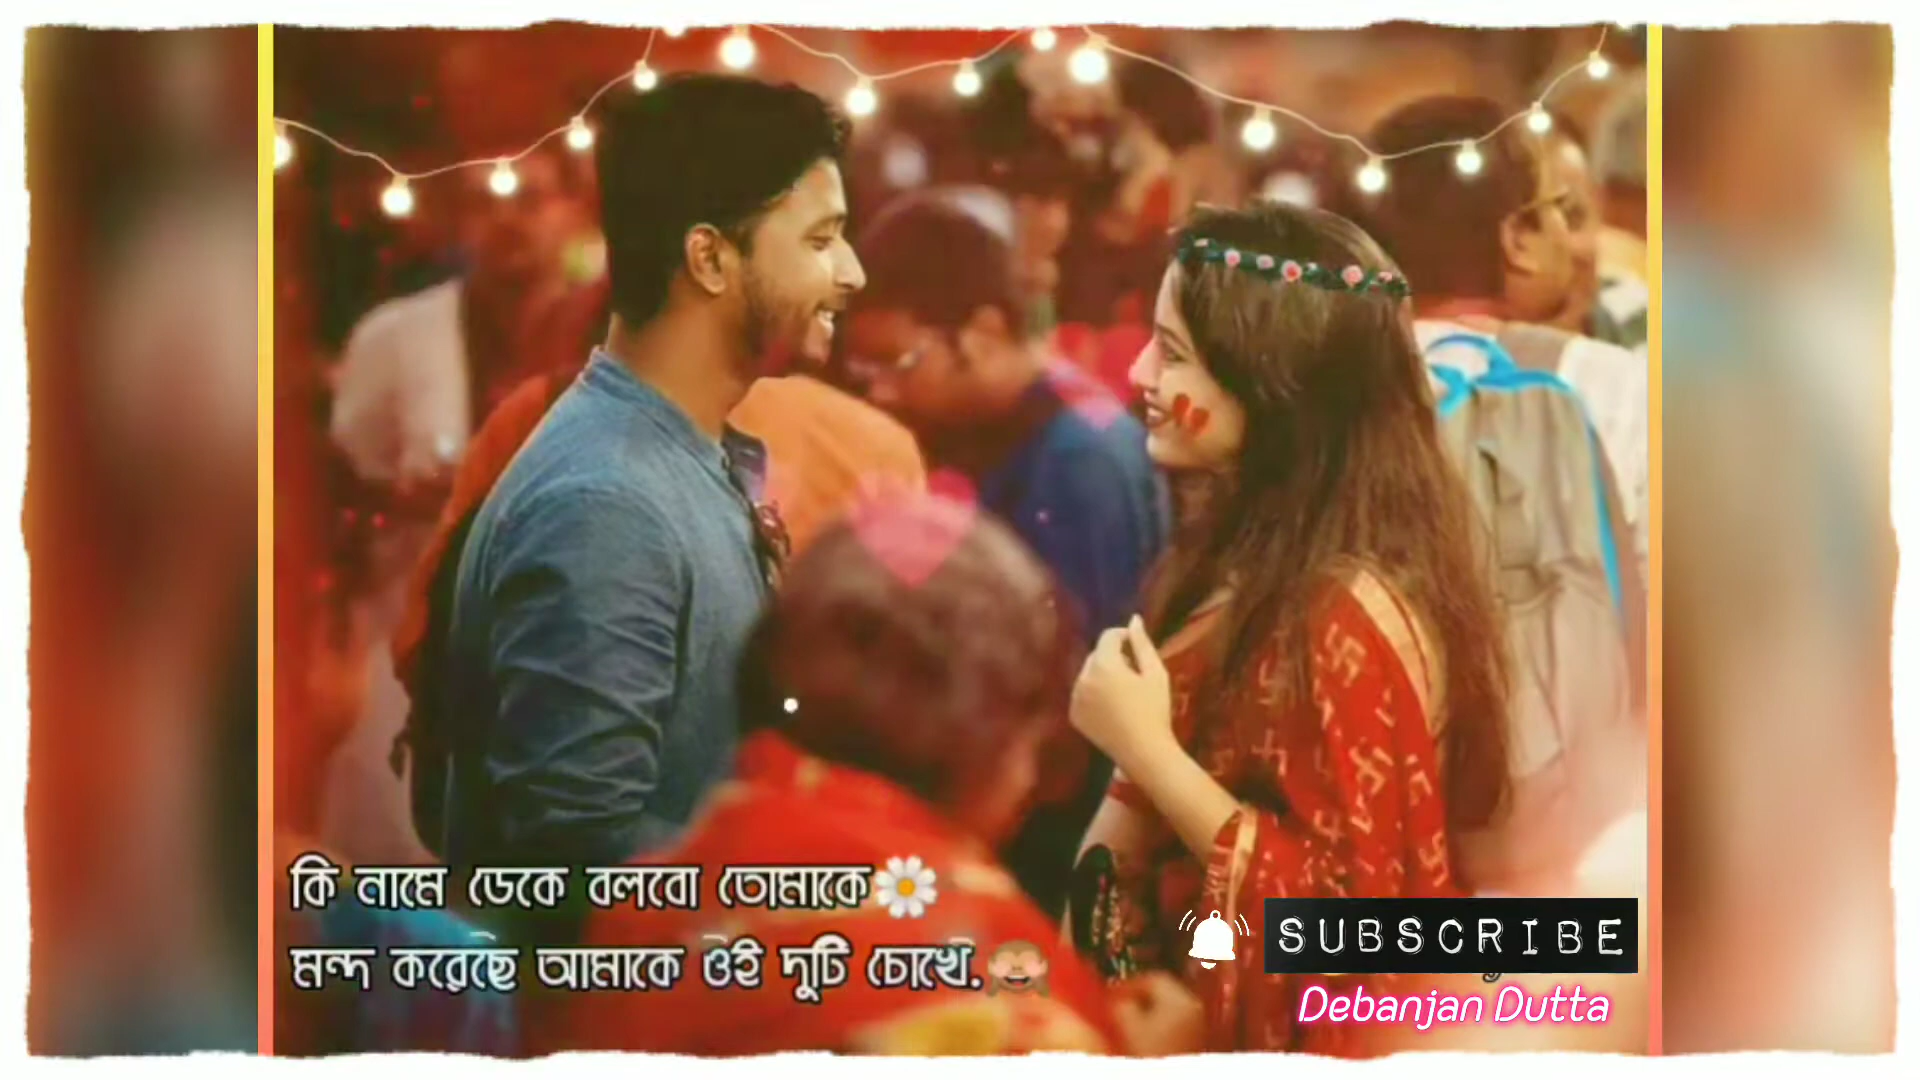 কি নামে ডেকে বলবো তোমাকে🌼
মন্দ করেছে আমাকে ওই দুটি চোখে.🙈
SUBSCRIBE
Debanjan Dutta